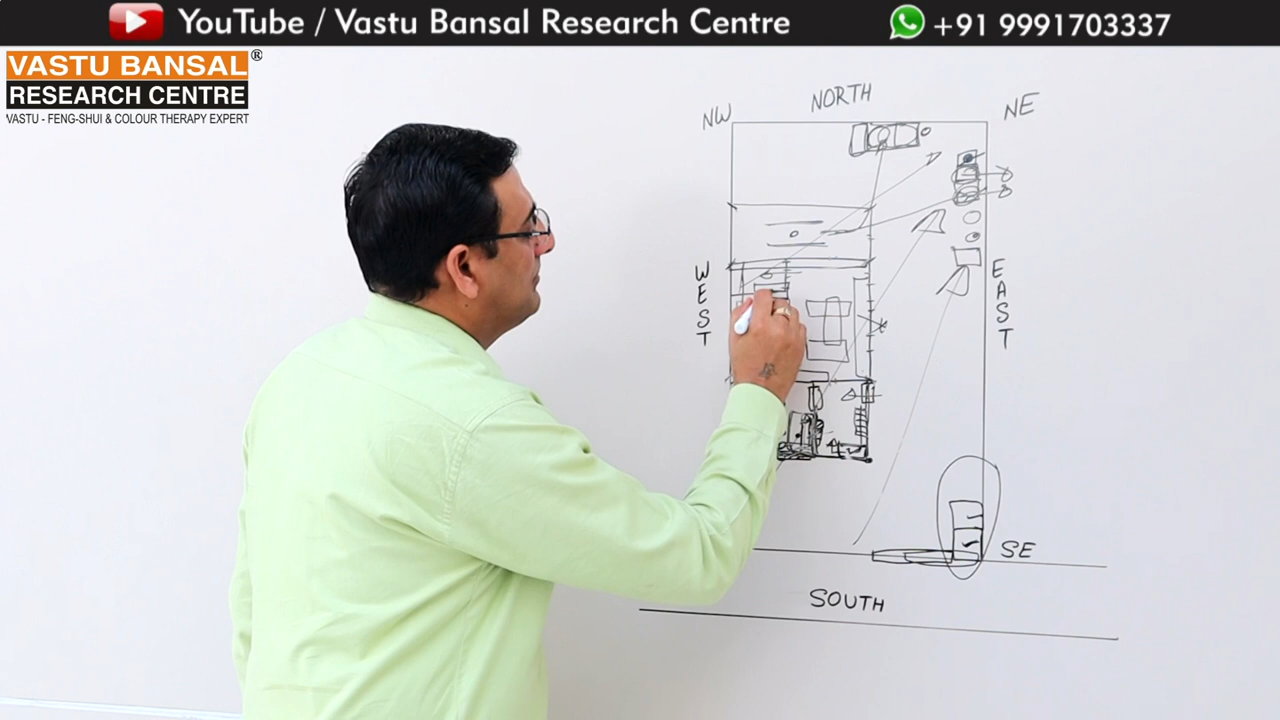 YouTube / Vastu Bansal Research Centre
+91 9991703337
VASTU BANSAL®
RESEARCH CENTRE
VASTU - FENG-SHUI & COLOUR THERAPY EXPERT
NW
NORTH
NE
WEST
EAST
SE
SOUTH